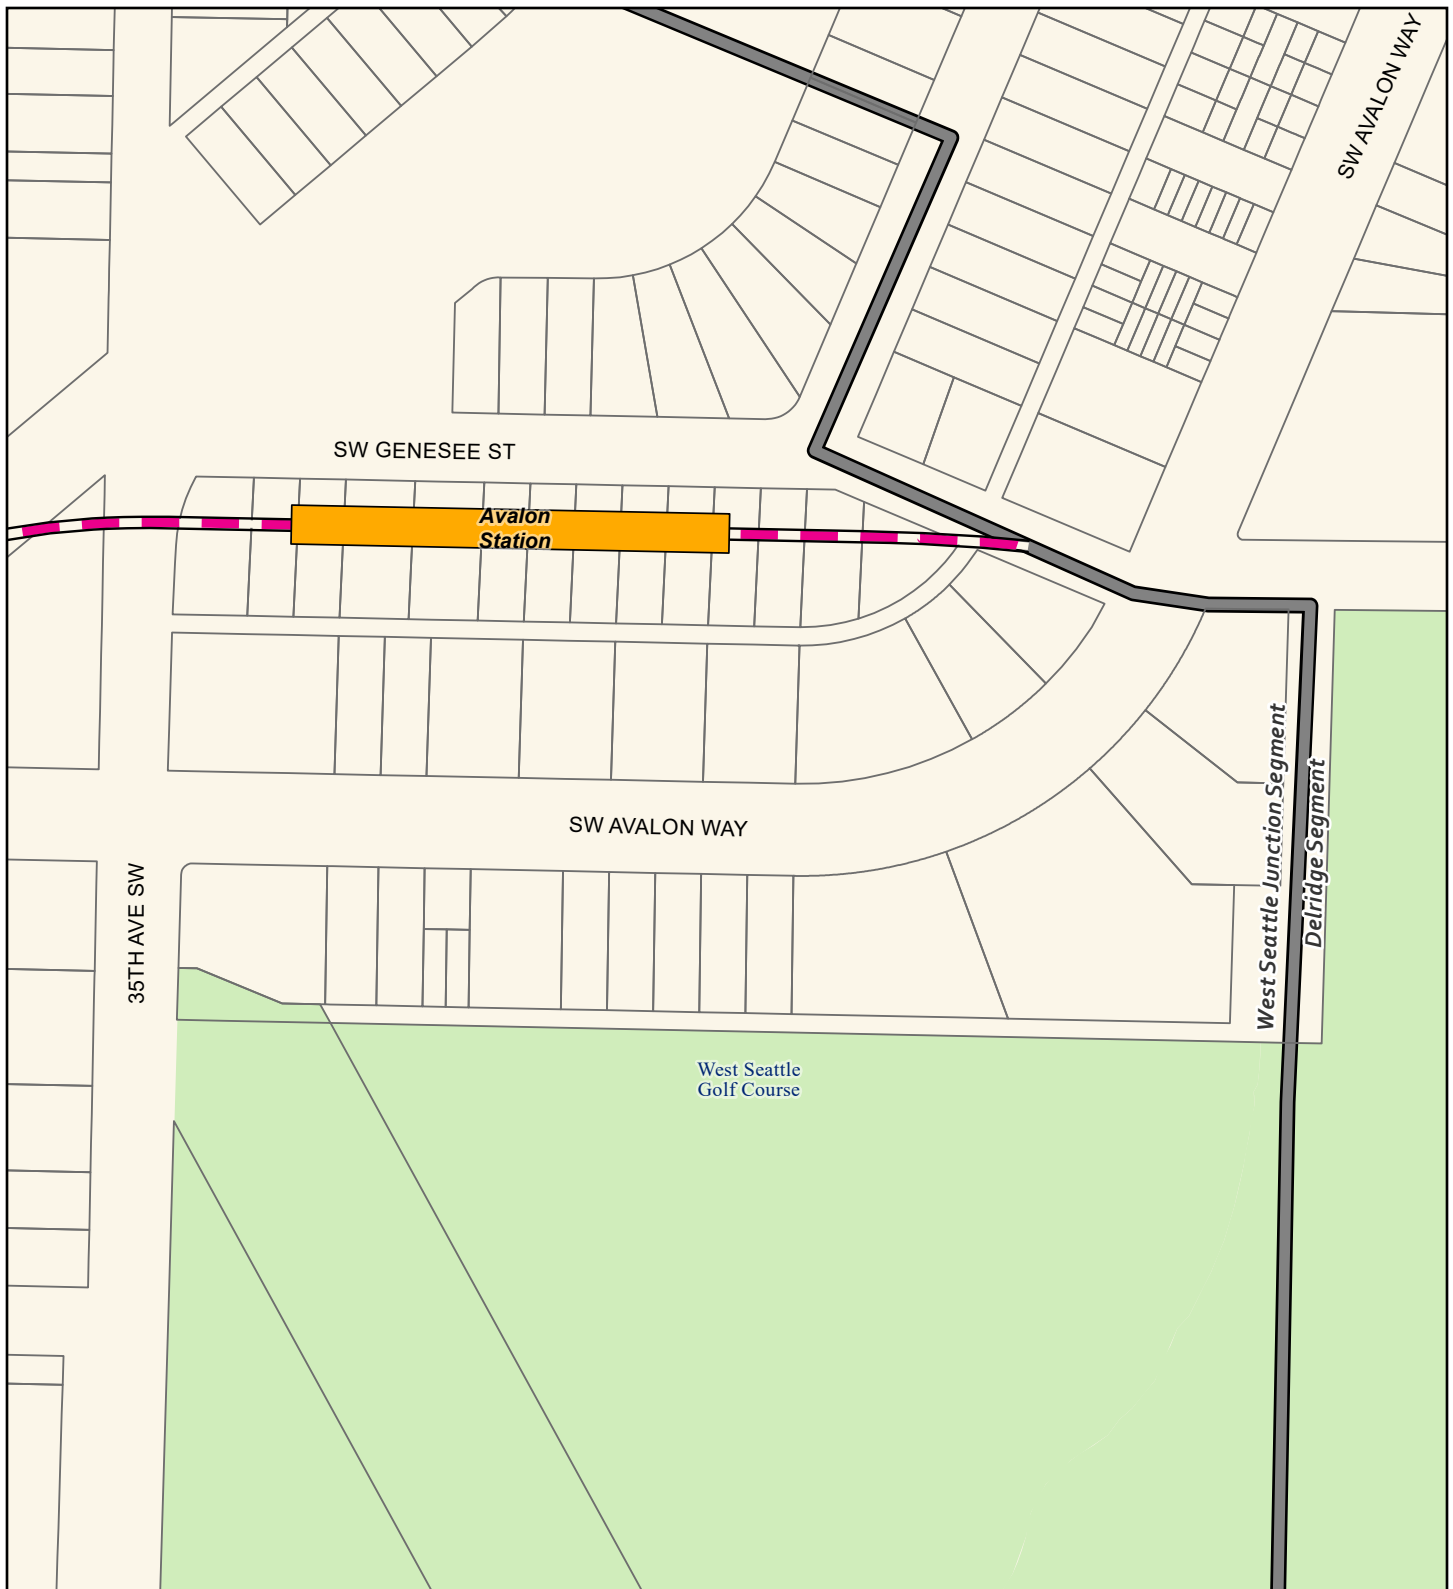 SW AVALON WAY
SW GENESEE ST
Avalon
Station
West Seattle Junction Segment
Delridge Segment
SW AVALON WAY
35TH AVE SW
West Seattle
Golf Course